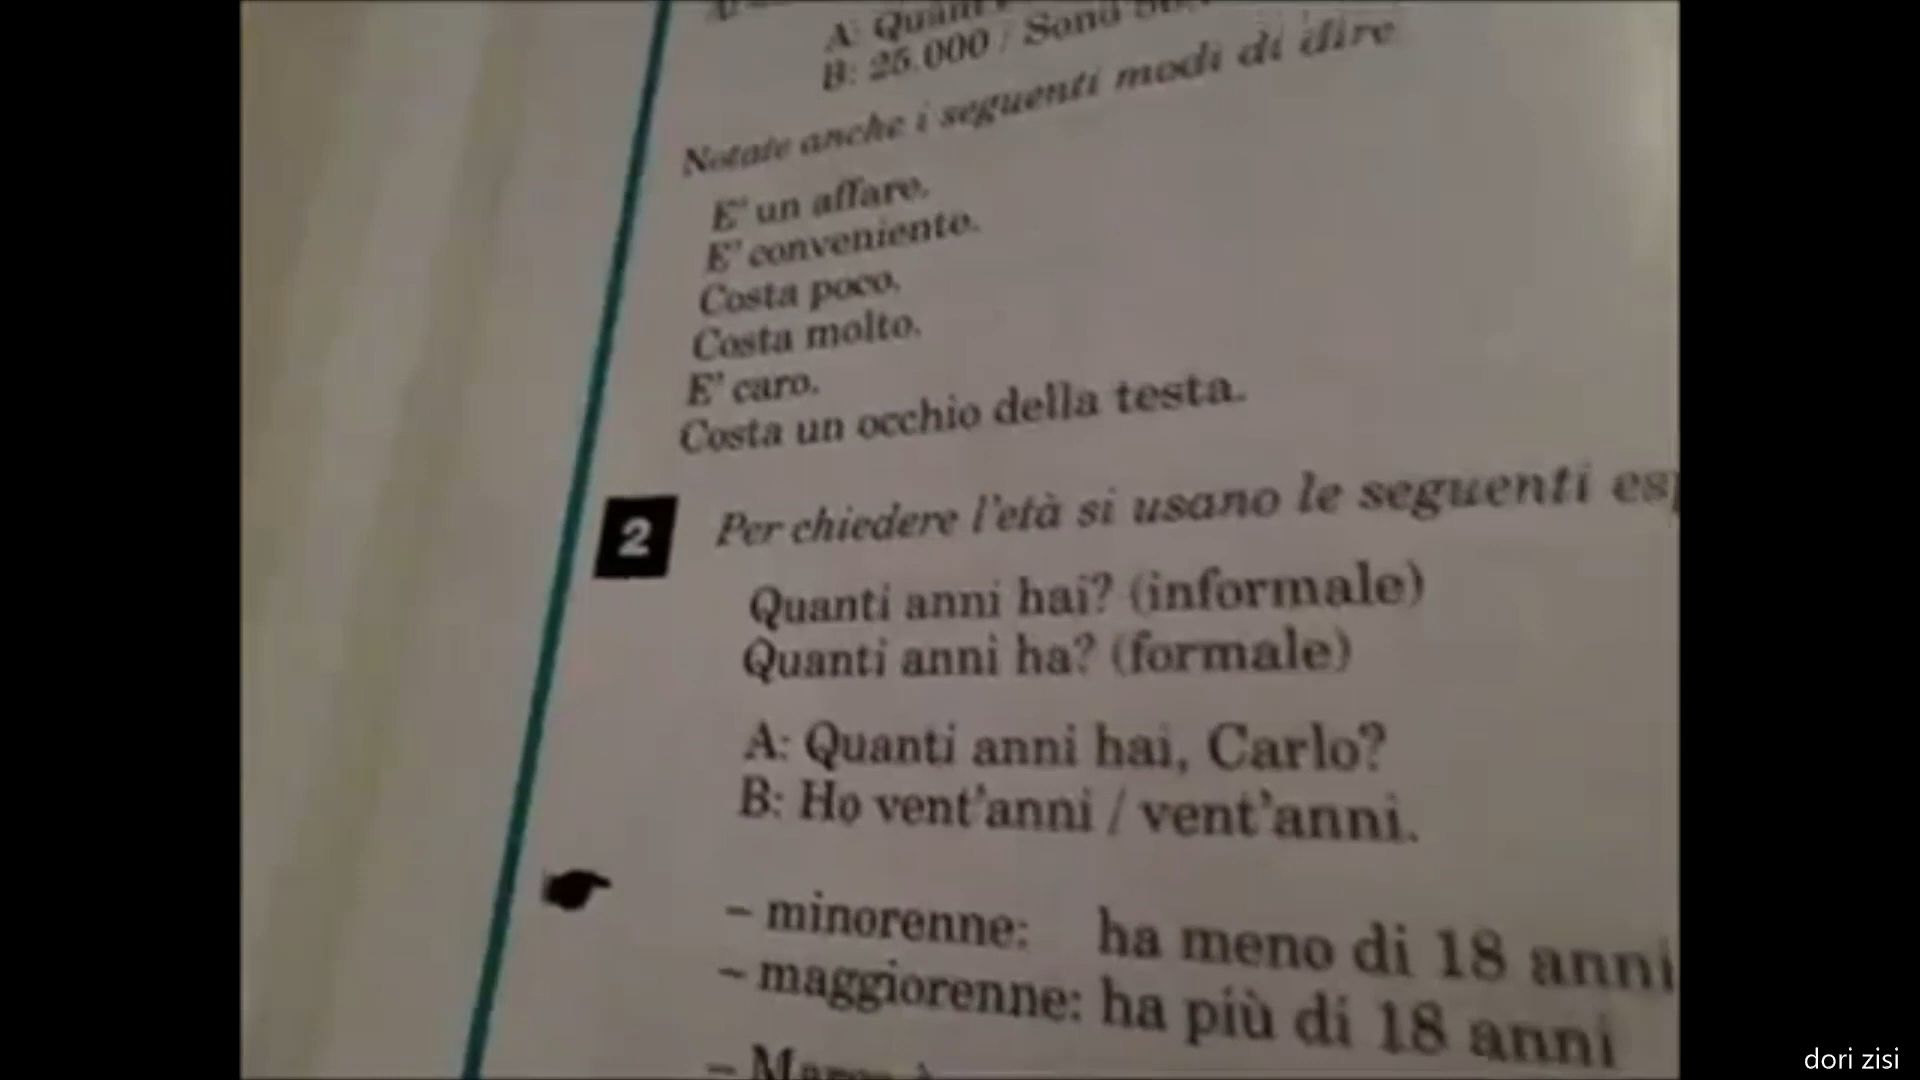 A: Quant
B: 25.000 / Sono
Notate anche i seguenti modi di dire
E' un affare.
E' conveniente.
Costa poco.
Costa molto.
E' caro.
Costa un occhio della testa.
2 Per chiedere l'età si usano le seguenti esp
Quanti anni hai? (informale)
Quanti anni ha? (formale)
A: Quanti anni hai, Carlo?
B: Ho vent'anni / vent'anni.
– minorenne: ha meno di 18 anni
– maggiorenne: ha più di 18 anni
dori zisi